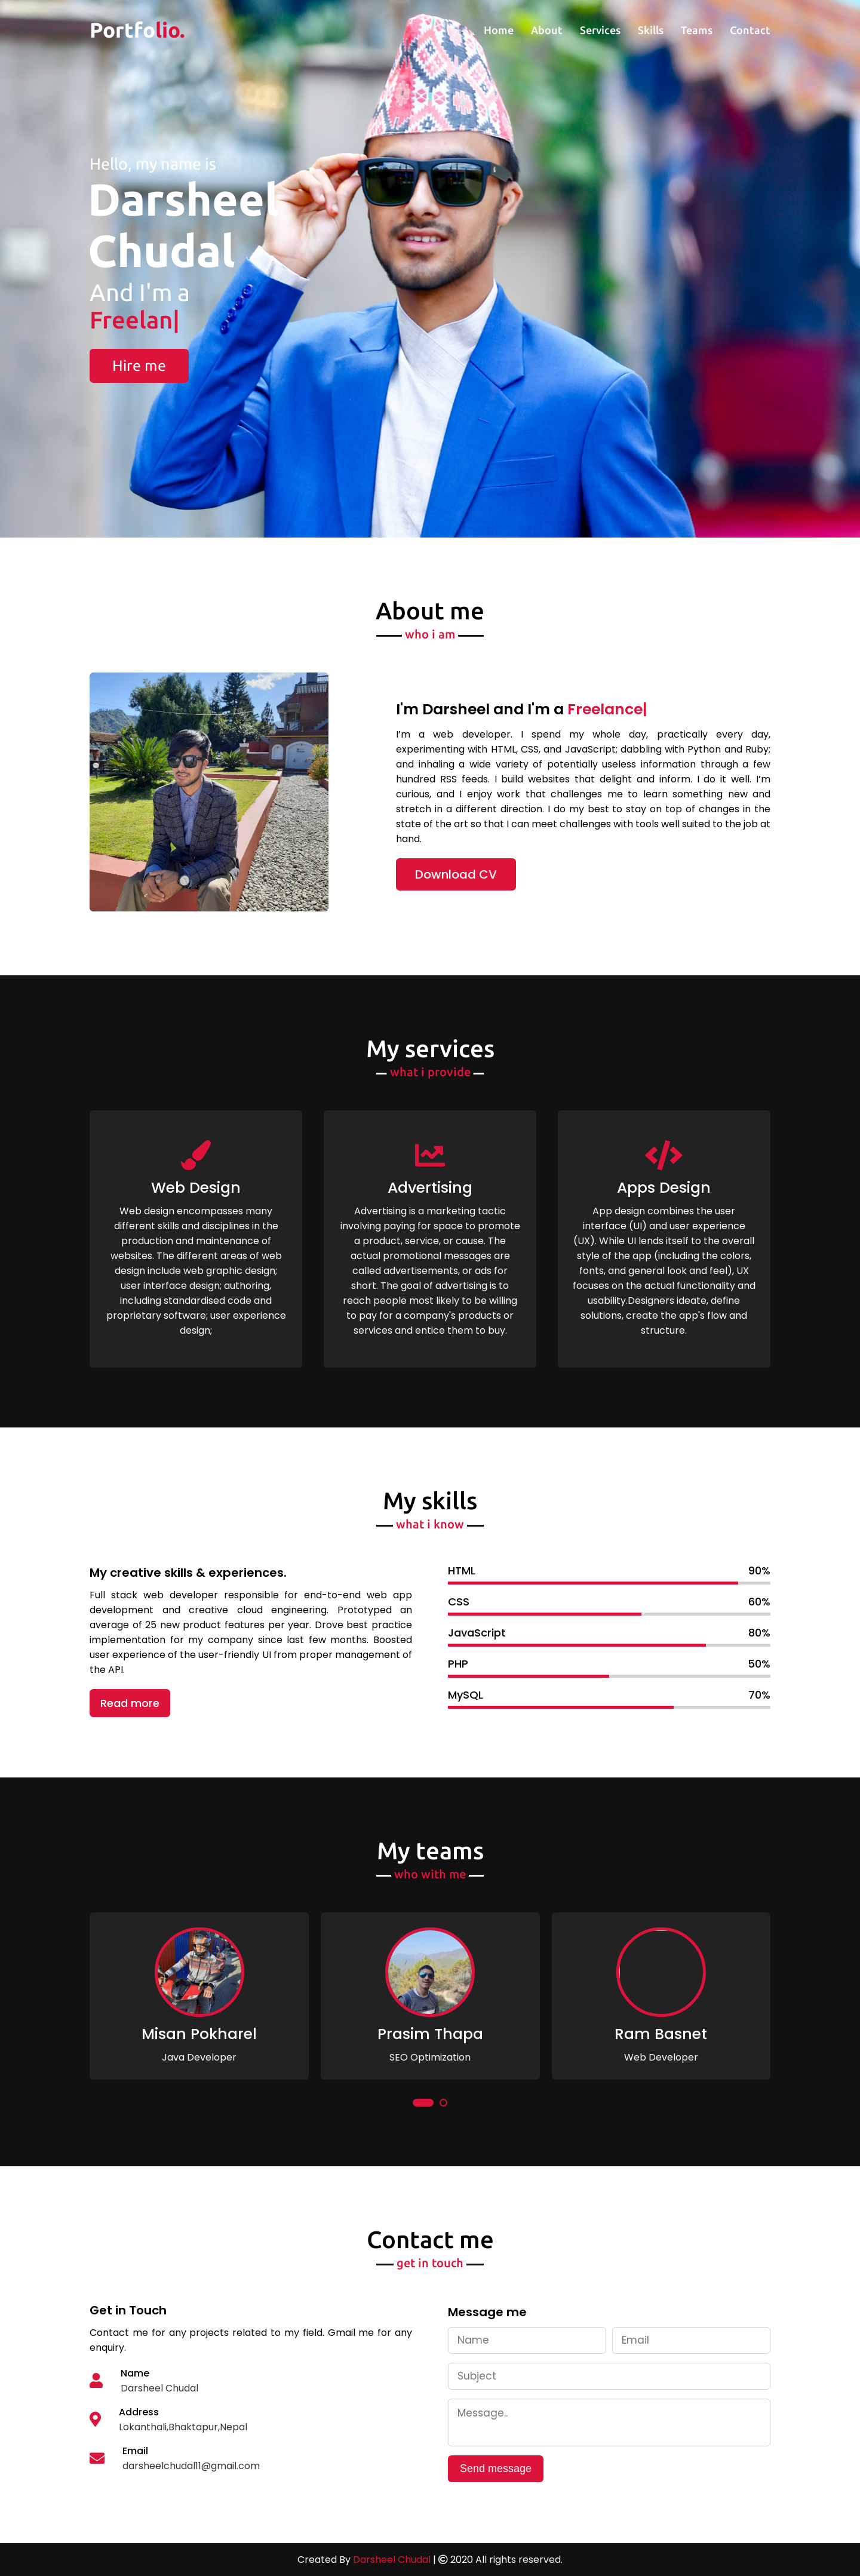 Portfolio.
Home About Services Skills Teams Contact
Hello, my name is
Darsheel
Chudal
And I'm a
Freelan|
Hire me
About me
who i am
I'm Darsheel and I'm a Freelance|
I'm a web developer. I spend my whole day, practically every day,
experimenting with HTML, CSS, and JavaScript; dabbling with Python and Ruby;
and inhaling a wide variety of potentially useless information through a few
hundred RSS feeds. I build websites that delight and inform. I do it well. I'm
curious, and I enjoy work that challenges me to learn something new and
stretch in a different direction. I do my best to stay on top of changes in the
state of the art so that I can meet challenges with tools well suited to the job at
hand.
Download CV
My services
what i provide
Web Design
Web design encompasses many
different skills and disciplines in the
production and maintenance of
websites. The different areas of web
design include web graphic design;
user interface design; authoring,
including standardised code and
proprietary software; user experience
design;
Advertising
Advertising is a marketing tactic
involving paying for space to promote
a product, service, or cause. The
actual promotional messages are
called advertisements, or ads for
short. The goal of advertising is to
reach people most likely to be willing
to pay for a company's products or
services and entice them to buy.
Apps Design
App design combines the user
interface (UI) and user experience
(UX). While UI lends itself to the overall
style of the app (including the colors,
fonts, and general look and feel), UX
focuses on the actual functionality and
usability.Designers ideate, define
solutions, create the app's flow and
structure.
My skills
what i know
My creative skills & experiences.
Full stack web developer responsible for end-to-end web app
development and creative cloud engineering. Prototyped an
average of 25 new product features per year. Drove best practice
implementation for my company since last few months. Boosted
user experience of the user-friendly UI from proper management of
the API.
Read more
HTML 90%
CSS 60%
JavaScript 80%
PHP 50%
MySQL 70%
My teams
who with me
Misan Pokharel
Java Developer
Prasim Thapa
SEO Optimization
Ram Basnet
Web Developer
Contact me
get in touch
Get in Touch
Contact me for any projects related to my field. Gmail me for any
enquiry.
Name
Darsheel Chudal
Address
Lokanthali,Bhaktapur,Nepal
Email
darsheelchudal11@gmail.com
Message me
Name Email
Subject
Message..
Send message
Created By Darsheel Chudal | © 2020 All rights reserved.